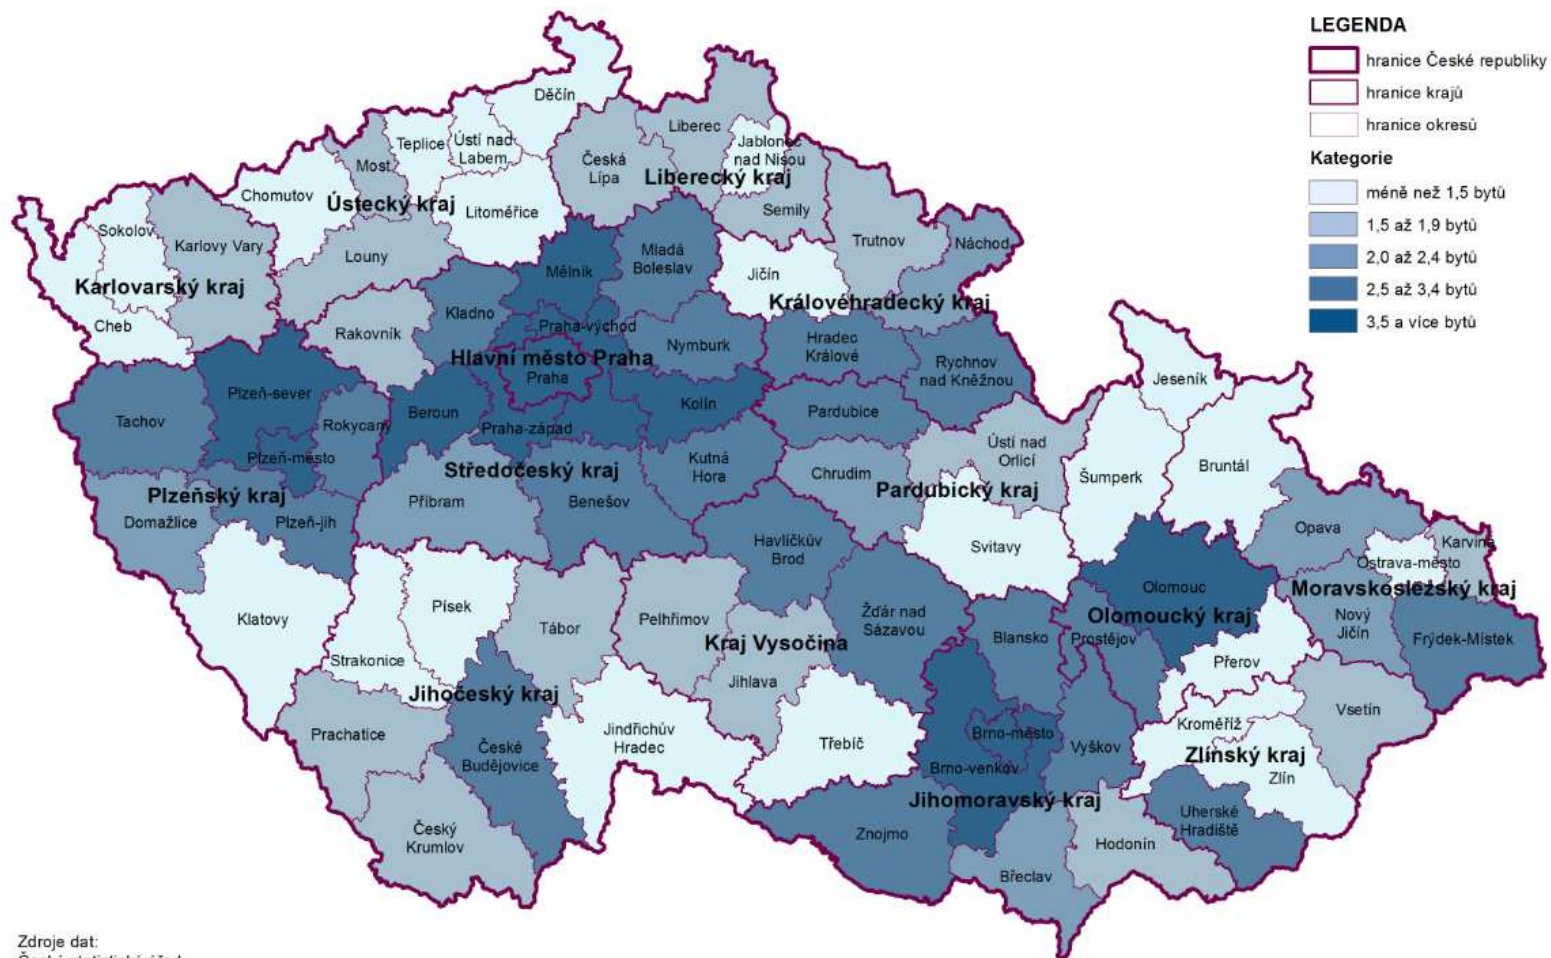 LEGENDA
hranice České republiky
hranice krajů
hranice okresů
Kategorie
méně než 1,5 bytů
1,5 až 1,9 bytů
2,0 až 2,4 bytů
2,5 až 3,4 bytů
3,5 a více bytů
Děčín
Teplice
Ústí nad
Labem
Liberec
Jablonec
nad Nisou
Most
Česká
Lípa
Liberecký kraj
Chomutov
Ústecký kraj
Litoměřice
Semily
Sokolov
Karlovy Vary
Trutnov
Náchod
Louny
Mladá
Boleslav
Mělník
Jičín
Karlovarský kraj
Královéhradecký kraj
Cheb
Rakovník
Kladno
Praha-východ
Nymburk
Hradec
Králové
Hlavní město Praha
Praha
Rychnov
nad Kněžnou
Jeseník
Plzeň-sever
Tachov
Rokycany
Beroun
Kolín
Praha-západ
Pardubice
Plzeň-město
Středočeský kraj
Kutná
Hora
Chrudim
Ústí nad
Orlicí
Šumperk
Bruntál
Plzeňský kraj
Pardubický kraj
Příbram
Benešov
Domažlice
Plzeň-jih
Havlíčkův
Brod
Svitavy
Opava
Karviná
Ostrava-město
Moravskoslezský kraj
Olomouc
Olomoucký kraj
Klatovy
Písek
Tábor
Pelhřimov
Kraj Vysočina
Žďár nad
Sázavou
Blansko
Prostějov
Nový
Jičín
Frýdek-Místek
Strakonice
Přerov
Jihočeský kraj
Jihlava
Prachatice
Vsetín
České
Budějovice
Jindřichův
Hradec
Třebíč
Brno-město
Vyškov
Kroměříž
Zlínský kraj
Zlín
Brno-venkov
Jihomoravský kraj
Český
Krumlov
Znojmo
Uherské
Hradiště
Hodonín
Břeclav
Zdroje dat: